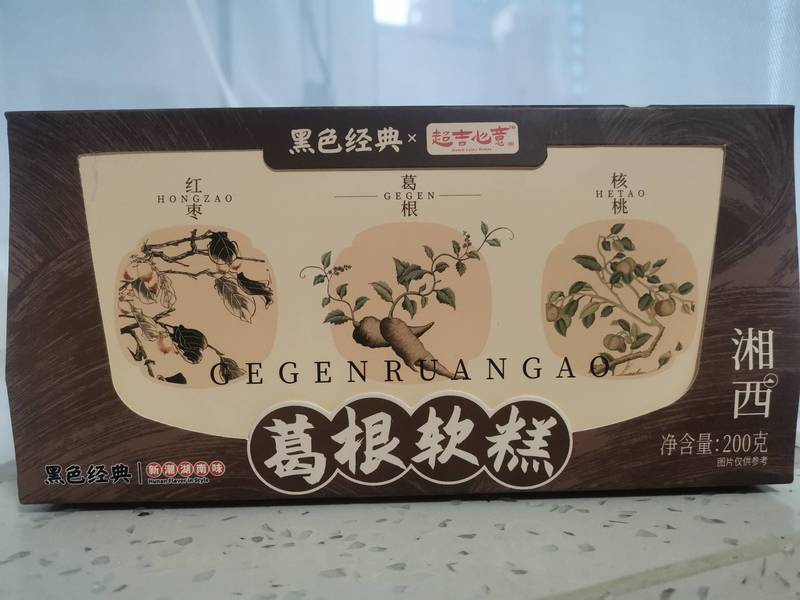 黑色经典×超吉心意
红枣
HONGZAO
葛根
GEGEN
核桃
HETAO
GEGENRUANGAO
葛根软糕
湘西
净含量:200克
图片仅供参考
黑色经典 新潮湖南味
Hunan Flavor in Style